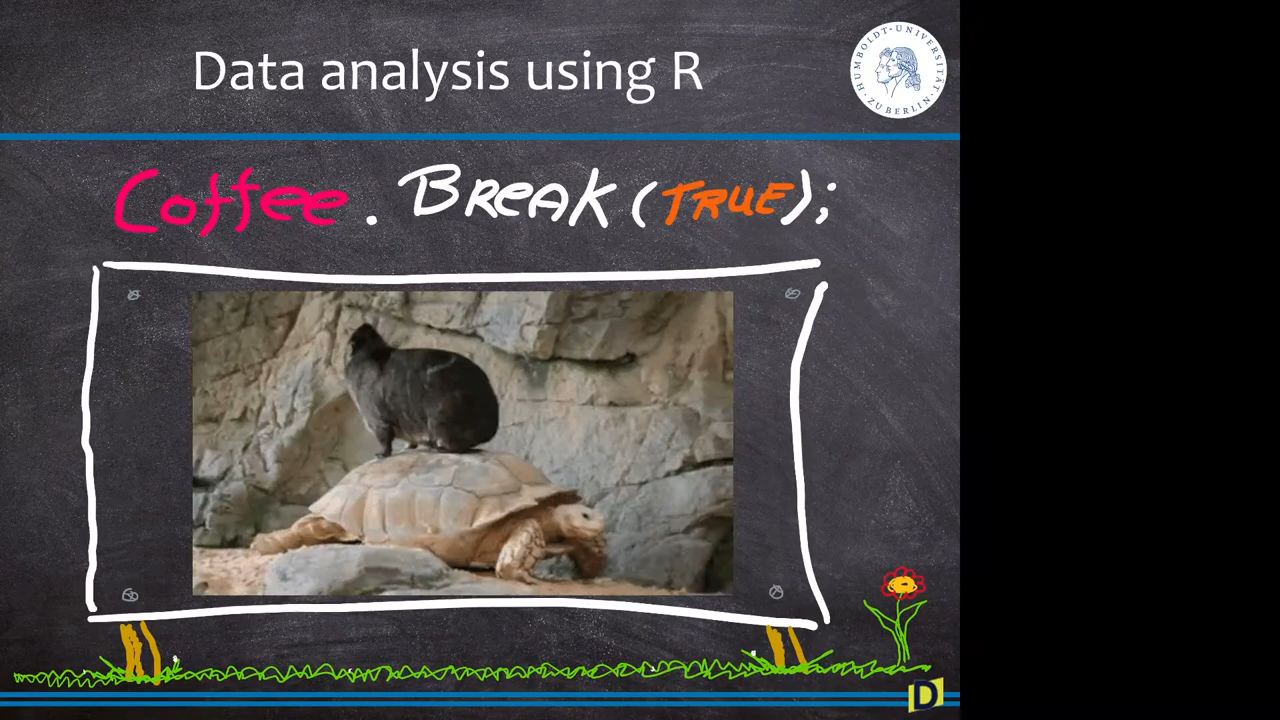 Data analysis using R
HUMBOLDT-UNIVERSITÄT ZU BERLIN
Coffee. BREAK (TRUE);
D